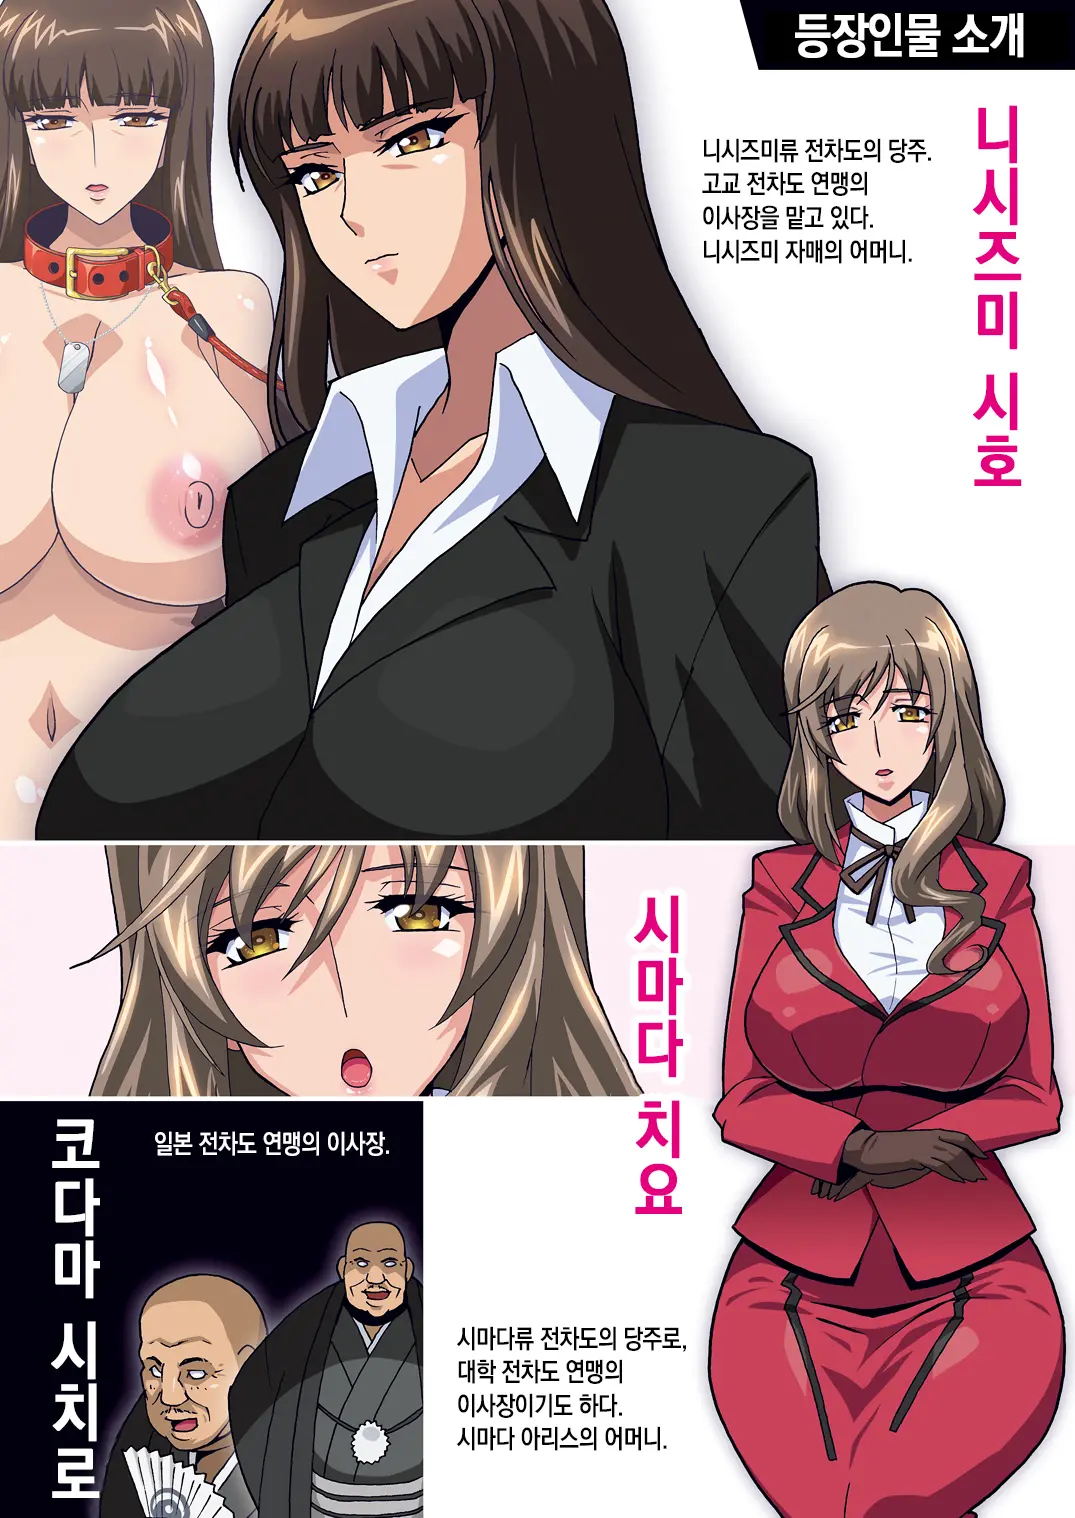 등장인물 소개
니시즈미 시호
니시즈미류 전차도의 당주.
고교 전차도 연맹의
이사장을 맡고 있다.
니시즈미 자매의 어머니.
시마다 치요
시마다류 전차도의 당주로,
대학 전차도 연맹의
이사장이기도 하다.
시마다 아리스의 어머니.
코다마 시치로
일본 전차도 연맹의 이사장.